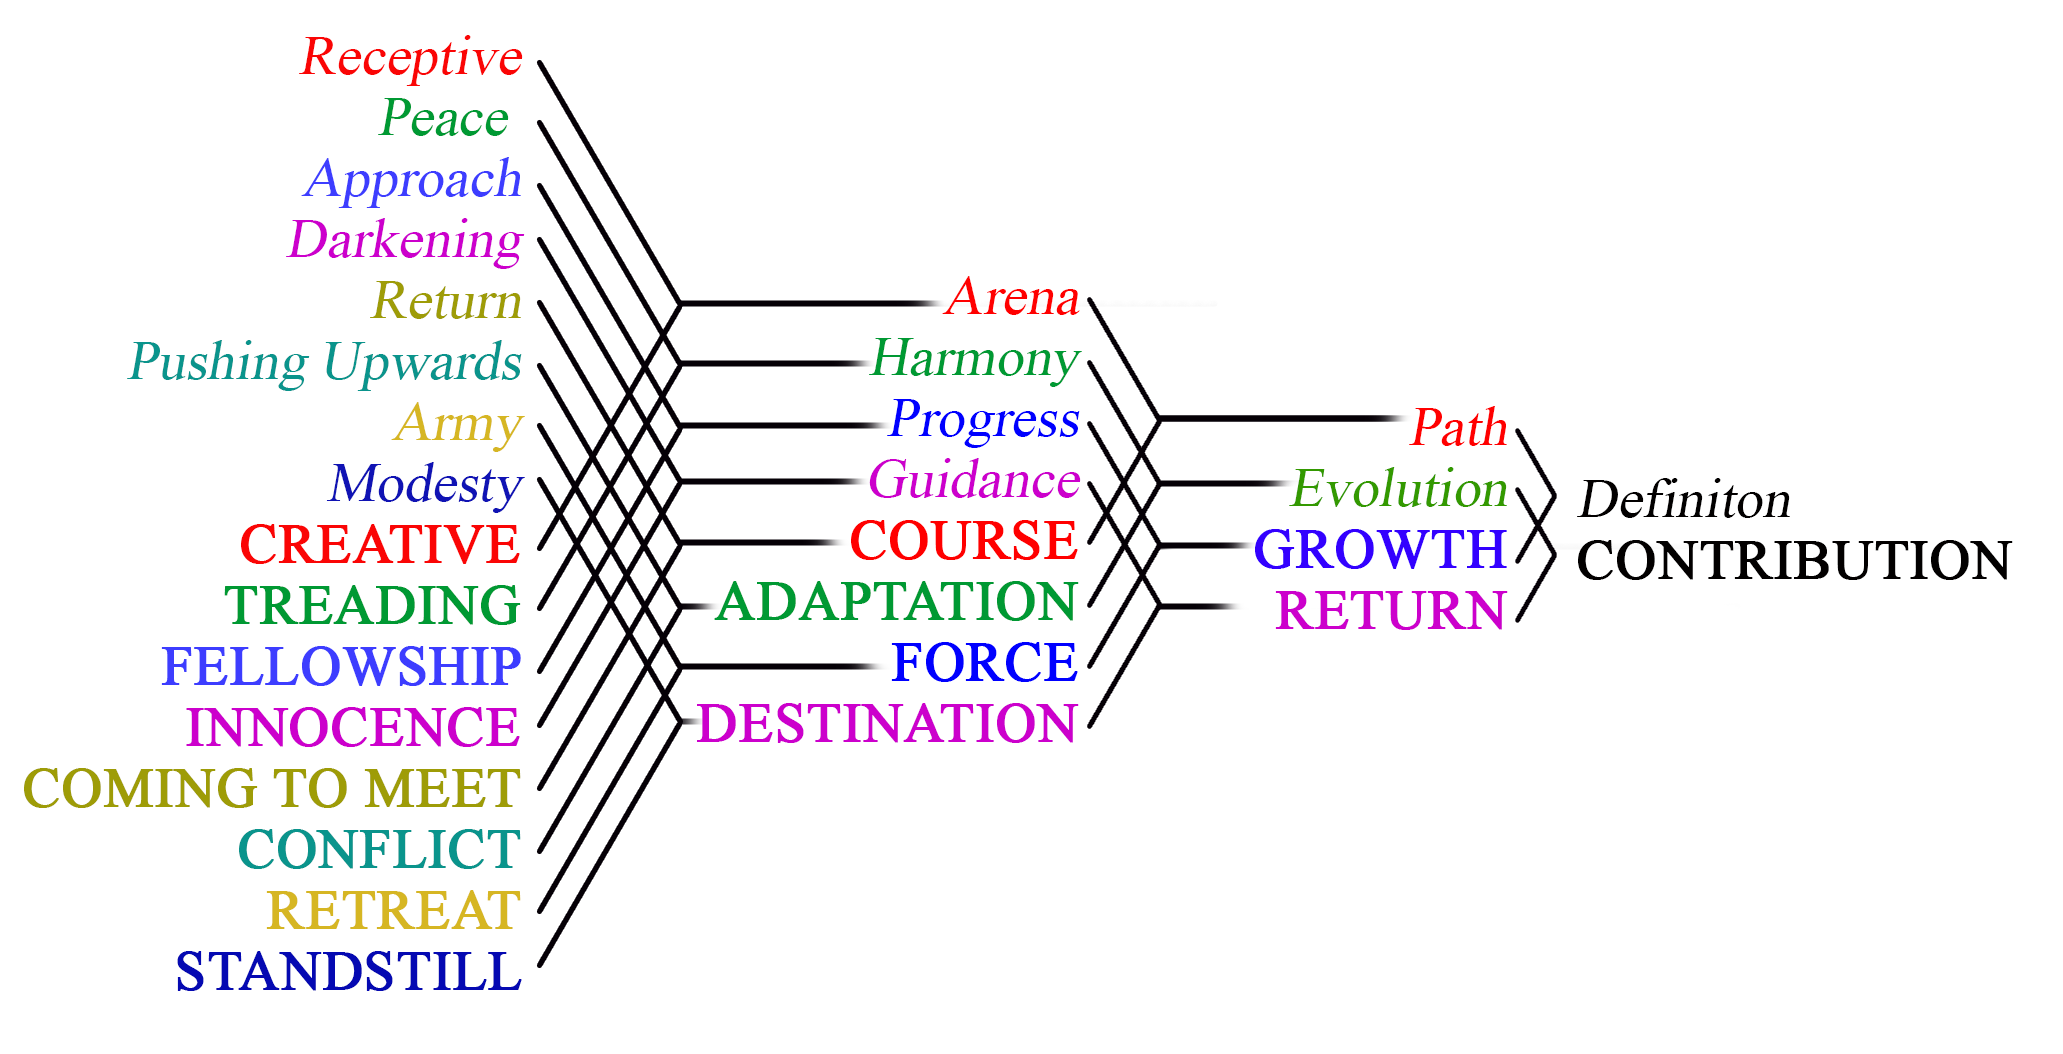 Receptive
Peace
Approach
Darkening
Return
Pushing Upwards
Army
Modesty
CREATIVE
TREADING
FELLOWSHIP
INNOCENCE
COMING TO MEET
CONFLICT
RETREAT
STANDSTILL
Arena
Harmony
Progress
Guidance
COURSE
ADAPTATION
FORCE
DESTINATION
Path
Evolution
GROWTH
RETURN
Definiton
CONTRIBUTION